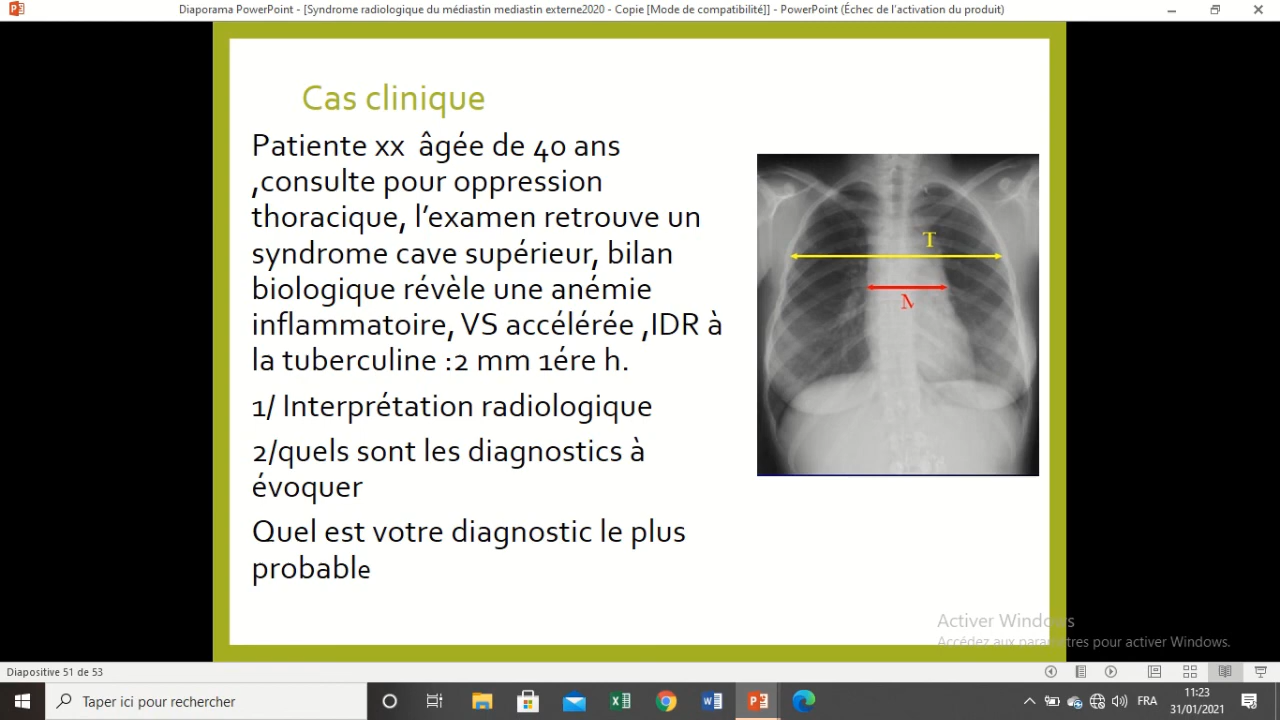 Diaporama PowerPoint - [Syndrome radiologique du médiastin mediastin externe2020 - Copie [Mode de compatibilité]] - PowerPoint (Échec de l'activation du produit)
Cas clinique
Patiente xx âgée de 40 ans
,consulte pour oppression
thoracique, l'examen retrouve un
syndrome cave supérieur, bilan
biologique révèle une anémie
inflammatoire, VS accélérée ,IDR à
la tuberculine :2 mm 1ére h.
1/ Interprétation radiologique
2/quels sont les diagnostics à
évoquer
Quel est votre diagnostic le plus
probable
T
M
Activer Windows
Accédez aux paramètres pour activer Windows.
Diapositive 51 of 53
Taper ici pour rechercher
FRA
11:23
31/01/2021